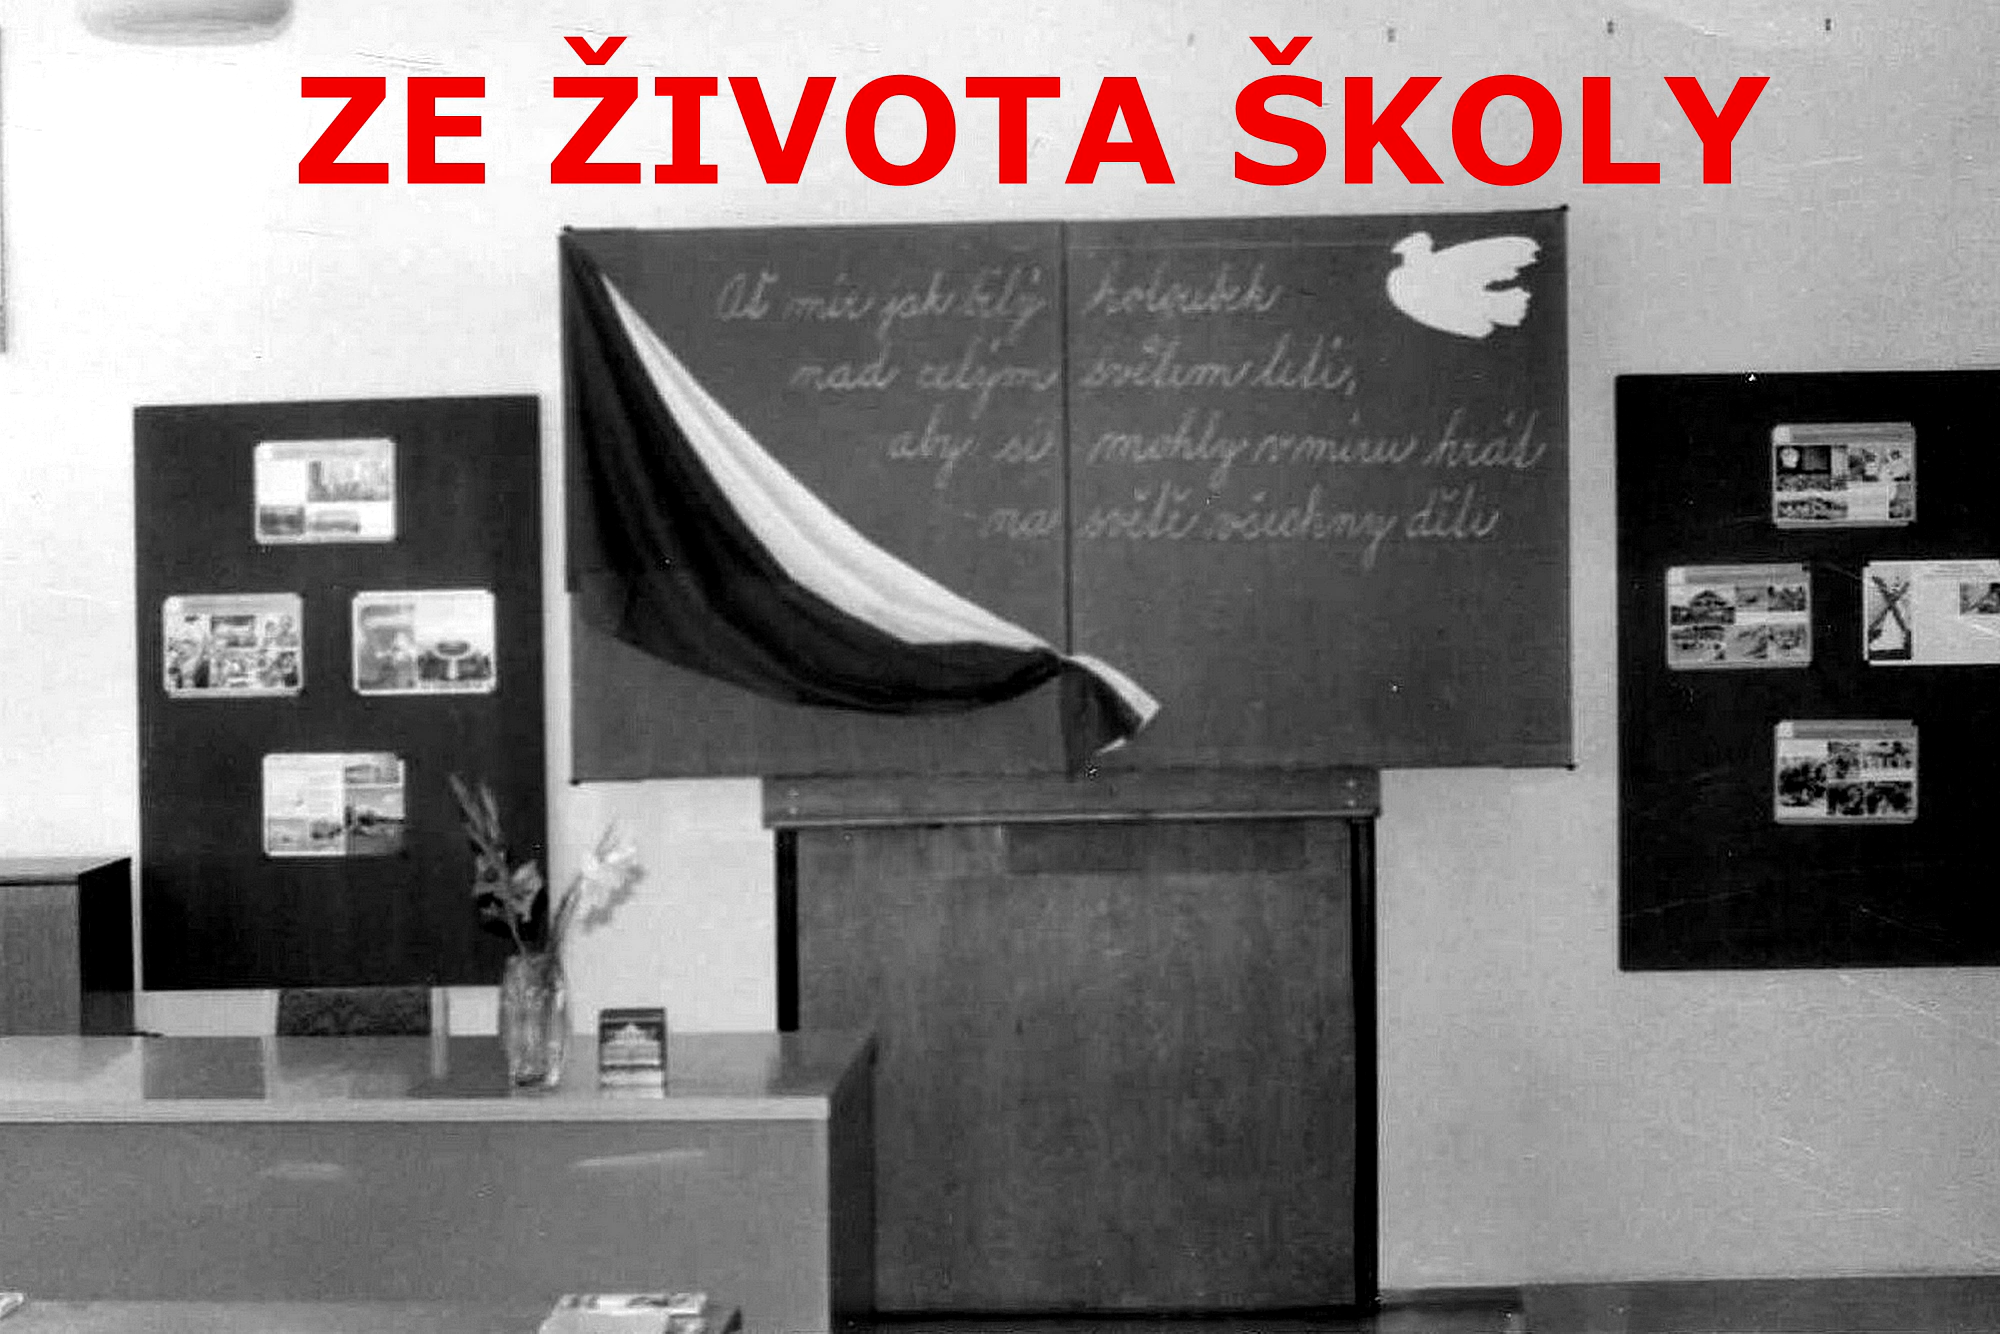 ZE ŽIVOTA ŠKOLY
Ať mír jak bílý holoubek
nad celým světem letí,
aby si mohly v míru hrát
na světě všechny děti